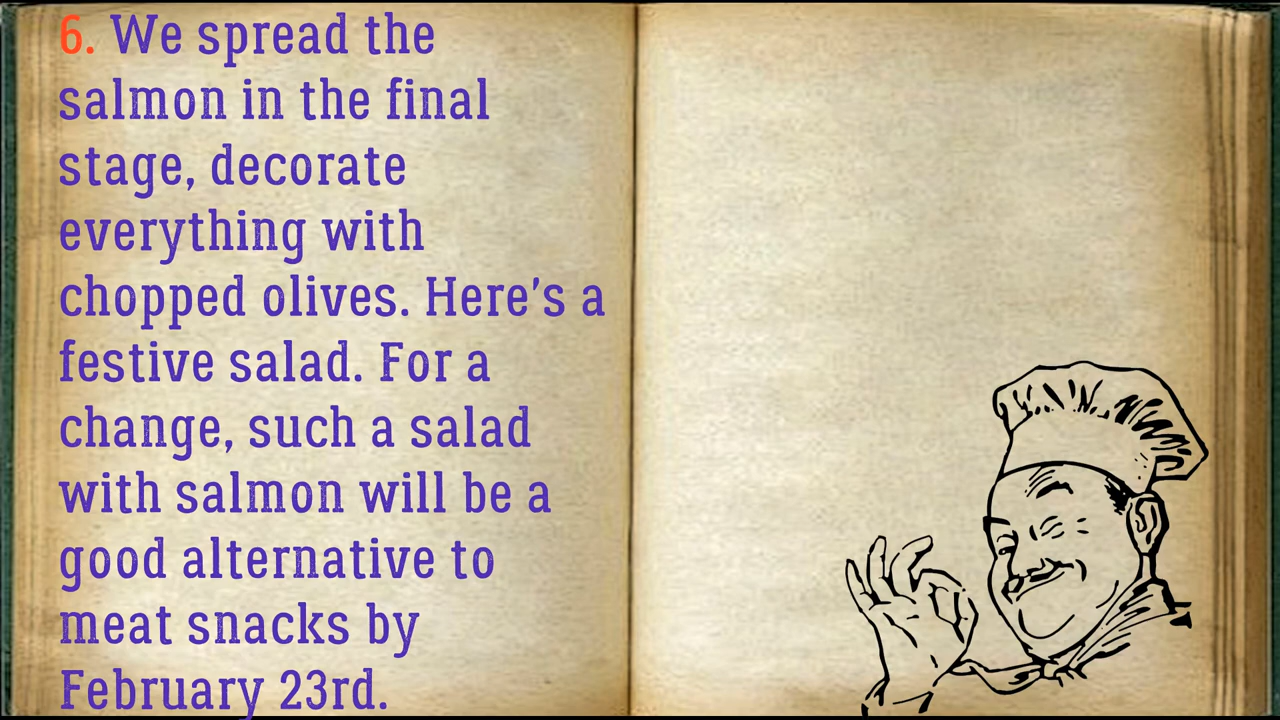 6. We spread the
salmon in the final
stage, decorate
everything with
chopped olives. Here's a
festive salad. For a
change, such a salad
with salmon will be a
good alternative to
meat snacks by
February 23rd.